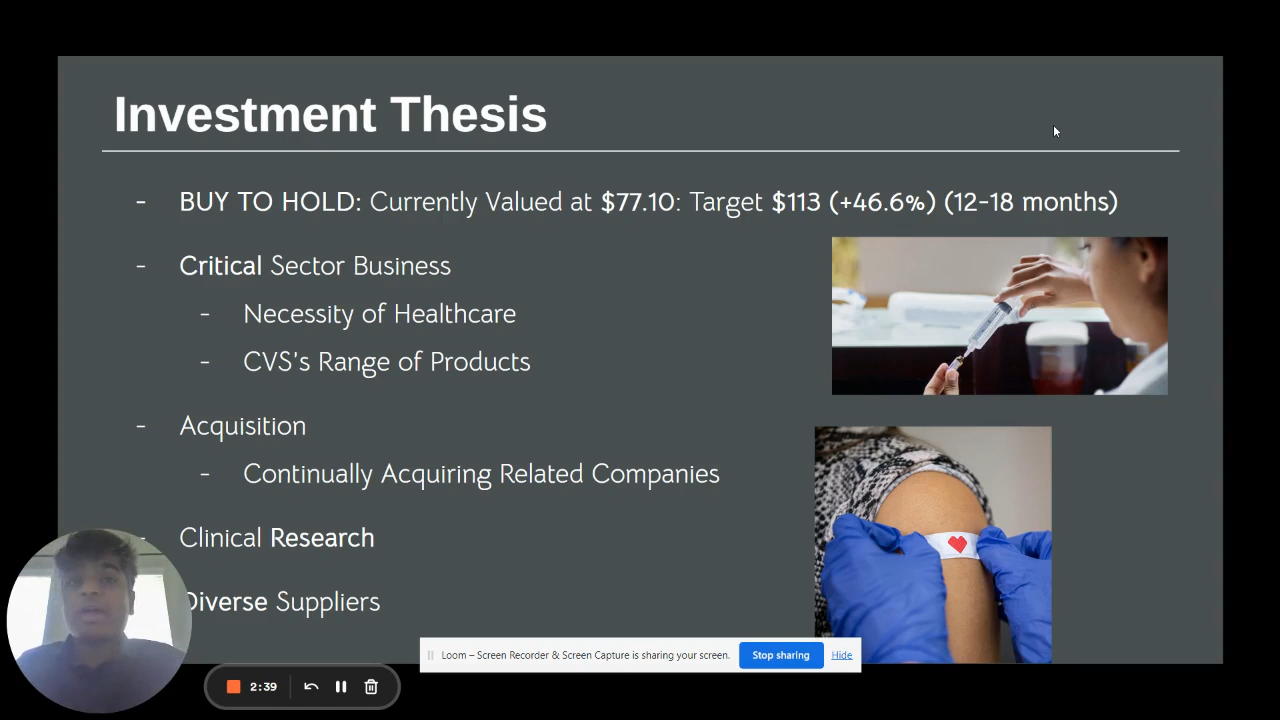 Investment Thesis
- BUY TO HOLD: Currently Valued at $77.10: Target $113 (+46.6%) (12-18 months)
- Critical Sector Business
- Necessity of Healthcare
- CVS's Range of Products
- Acquisition
- Continually Acquiring Related Companies
- Clinical Research
Diverse Suppliers
Loom – Screen Recorder & Screen Capture is sharing your screen. Stop sharing Hide
2:39